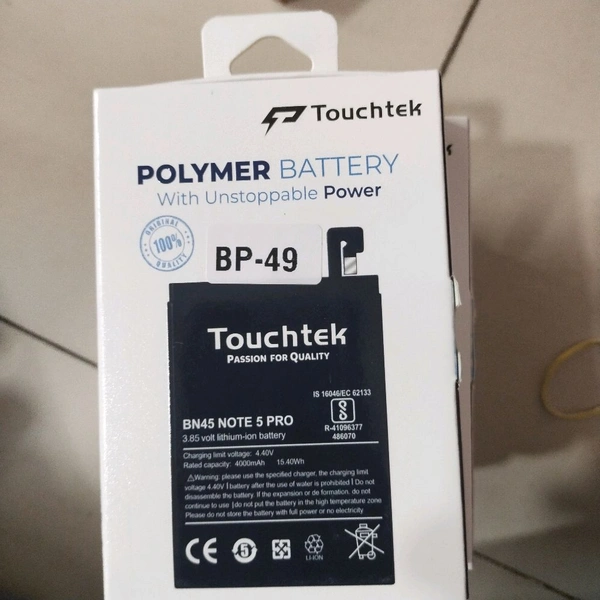 Touchtek
POLYMER BATTERY
With Unstoppable Power
ORIGINAL
100%
QUALITY
BP-49
Touchtek
PASSION FOR QUALITY
IS 16046/IEC 62133
R-41096377
486070
BN45 NOTE 5 PRO
3.85 volt lithium-ion battery
Charging limit voltage: 4.40V
Rated capacity: 4000mAh 15.40Wh
⚠Warning: please use the specified charger, the charging limit
voltage 4.40V | battery after the use of water is prohibited | Do not
disassemble the battery. If the expansion or de formation, do not
continue to use | do not put the battery in the high temperature zone
Please do not store the battery with full power or no electricity
CE
5
LI-ION